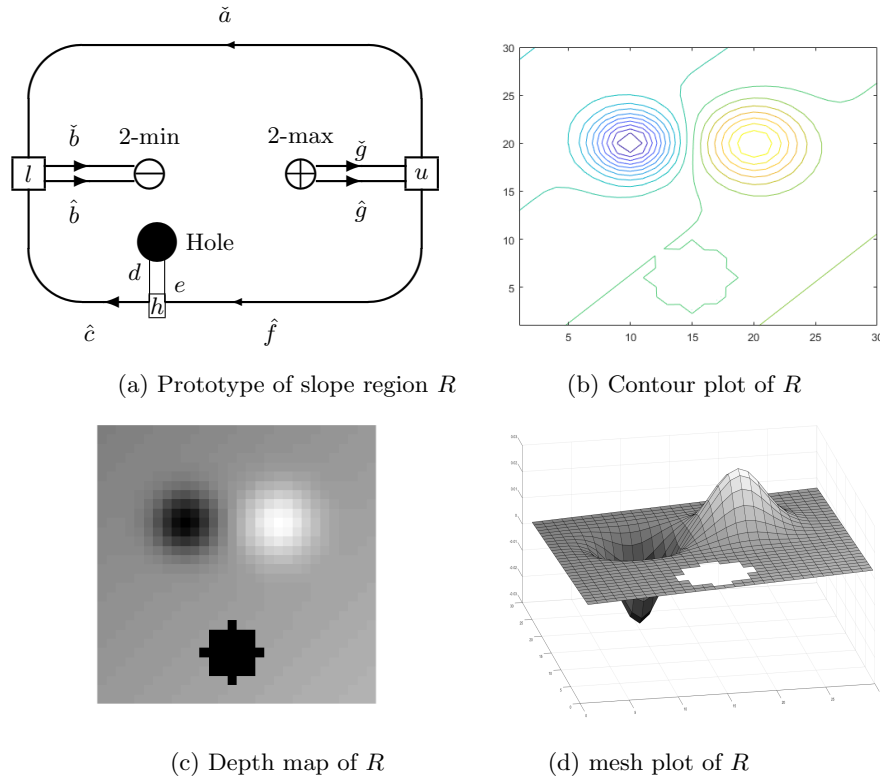 ǎ
b̌
2-min
2-max
ǧ
l
u
b̂
ĝ
Hole
d
e
h
ĉ
f̂
(a) Prototype of slope region R
30
25
20
15
10
5
5 10 15 20 25 30
(b) Contour plot of R
(c) Depth map of R
(d) mesh plot of R